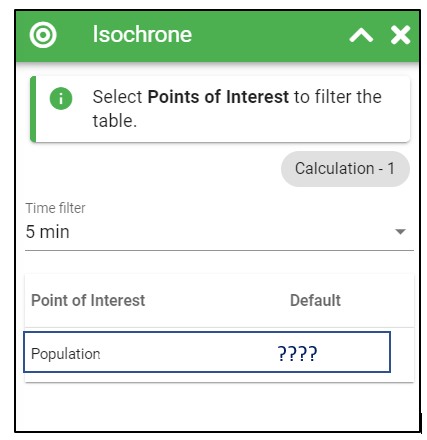 Isochrone
Select Points of Interest to filter the
table.
Calculation - 1
Time filter
5 min
Point of Interest Default
Population ????